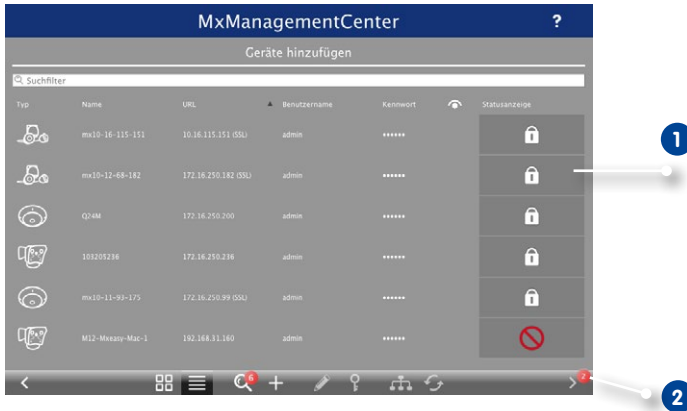 MxManagementCenter ?
Geräte hinzufügen
Suchfilter
Typ Name URL Benutzername Kennwort Statusanzeige
mx10-16-115-151 10.16.115.151 (SSL) admin ••••••
1
mx10-12-68-182 172.16.250.182 (SSL) admin ••••••
Q24M 172.16.250.200 admin ••••••
103205236 172.16.250.236 admin ••••••
mx10-11-93-175 172.16.250.99 (SSL) admin ••••••
M12-Mxeasy-Mac-1 192.168.31.160 admin ••••••
6 2
2